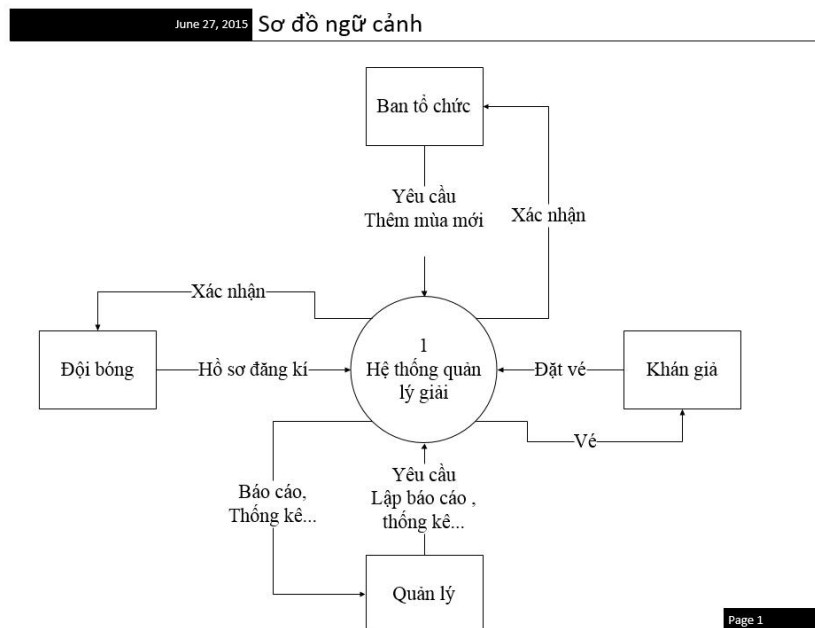 June 27, 2015 Sơ đồ ngữ cảnh
Ban tổ chức
Yêu cầu
Thêm mùa mới
Xác nhận
Xác nhận
1
Hệ thống quản
lý giải
Đội bóng
Hồ sơ đăng kí
Đặt vé
Khán giả
Vé
Báo cáo,
Thống kê...
Yêu cầu
Lập báo cáo ,
thống kê...
Quản lý
Page 1